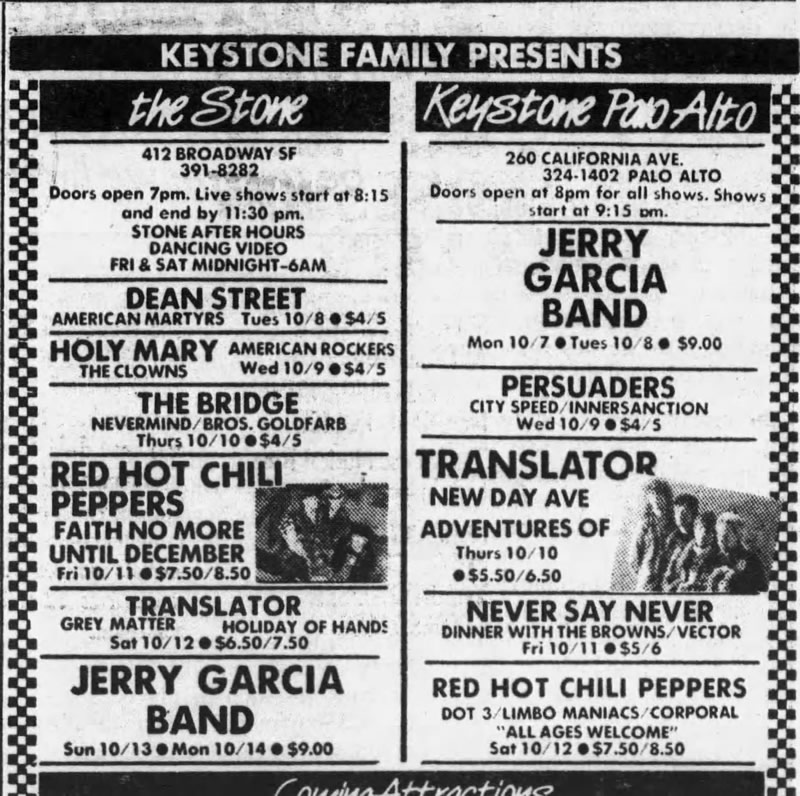 KEYSTONE FAMILY PRESENTS
the Stone
412 BROADWAY SF
391-8282
Doors open 7pm. Live shows start at 8:15
and end by 11:30 pm.
STONE AFTER HOURS
DANCING VIDEO
FRI & SAT MIDNIGHT-6AM
DEAN STREET
AMERICAN MARTYRS Tues 10/8 ● $4/5
HOLY MARY AMERICAN ROCKERS
THE CLOWNS Wed 10/9 ● $4/5
THE BRIDGE
NEVERMIND/BROS. GOLDFARB
Thurs 10/10 ● $4/5
RED HOT CHILI
PEPPERS
FAITH NO MORE
UNTIL DECEMBER
Fri 10/11 ● $7.50/8.50
TRANSLATOR
GREY MATTER HOLIDAY OF HANDS
Sat 10/12 ● $6.50/7.50
JERRY GARCIA
BAND
Sun 10/13 ● Mon 10/14 ● $9.00
Keystone Palo Alto
260 CALIFORNIA AVE.
324-1402 PALO ALTO
Doors open at 8pm for all shows. Shows
start at 9:15 pm.
JERRY
GARCIA
BAND
Mon 10/7 ● Tues 10/8 ● $9.00
PERSUADERS
CITY SPEED/INNERSANCTION
Wed 10/9 ● $4/5
TRANSLATOR
NEW DAY AVE
ADVENTURES OF
Thurs 10/10
● $5.50/6.50
NEVER SAY NEVER
DINNER WITH THE BROWNS/VECTOR
Fri 10/11 ● $5/6
RED HOT CHILI PEPPERS
DOT 3/LIMBO MANIACS/CORPORAL
"ALL AGES WELCOME"
Sat 10/12 ● $7.50/8.50
Coming Attractions